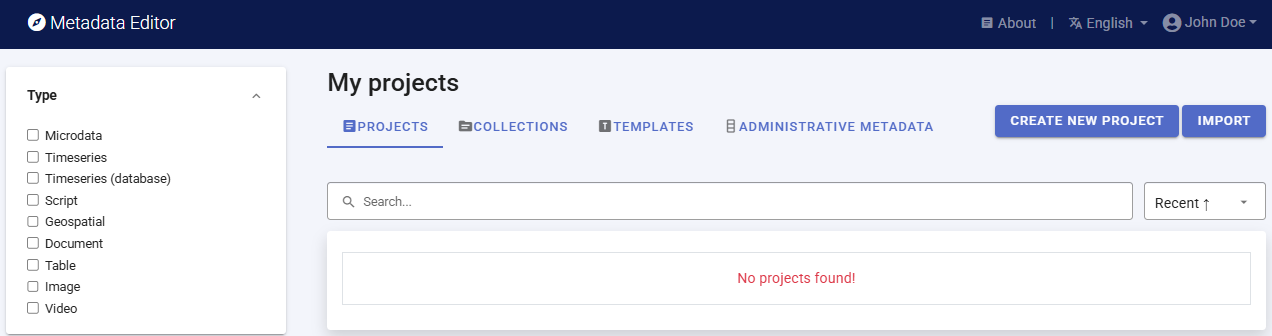 Metadata Editor
About | English John Doe
Type
Microdata
Timeseries
Timeseries (database)
Script
Geospatial
Document
Table
Image
Video
My projects
PROJECTS COLLECTIONS TEMPLATES ADMINISTRATIVE METADATA
CREATE NEW PROJECT IMPORT
Search...
Recent ↑
No projects found!